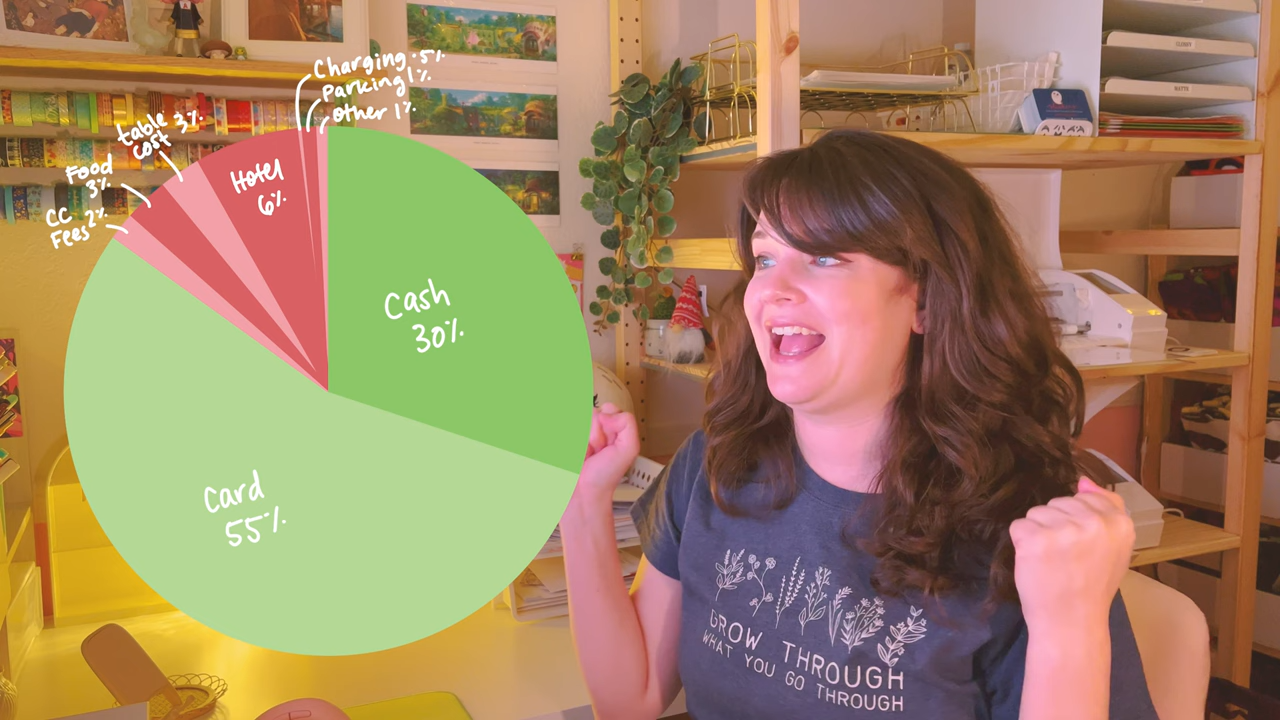 Charging .5%
Parking 1%
other 1%
table 3%
cost
Food
3%
CC
Fees 2%
Hotel
6%
Cash
30%
Card
55%
GROW THROUGH
WHAT YOU GO THROUGH
MATTE